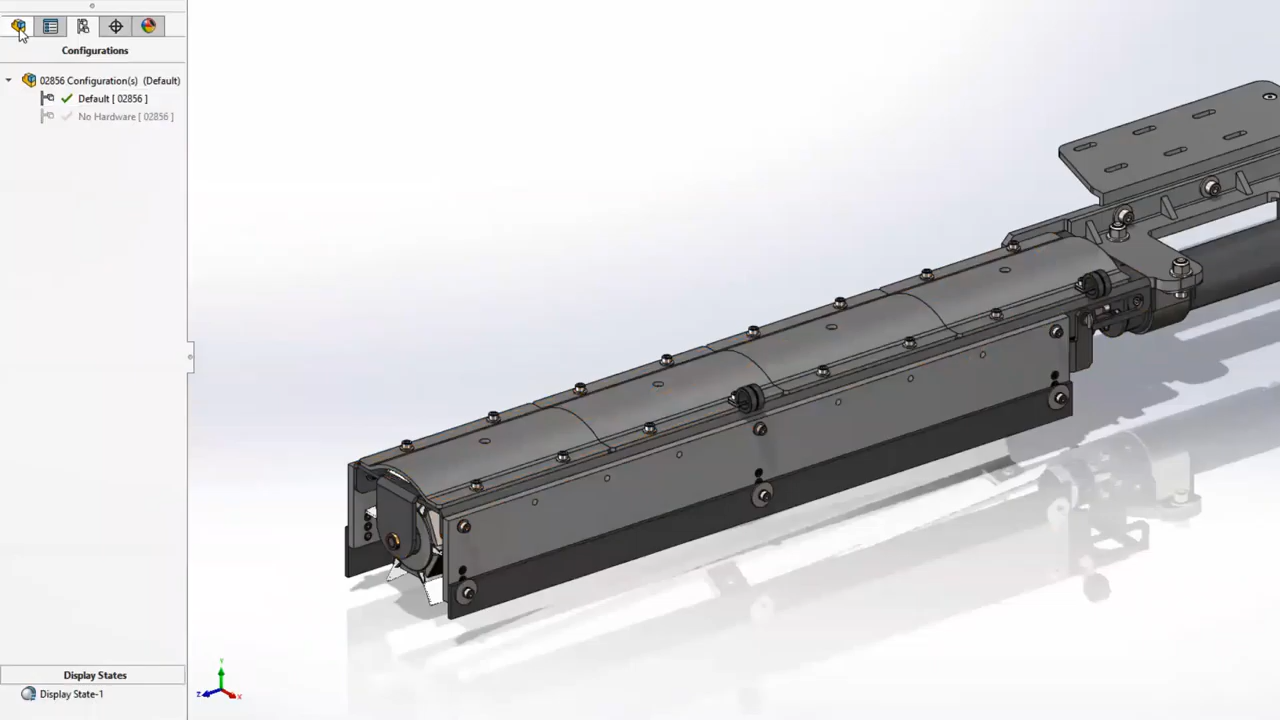 Configurations
02856 Configuration(s) (Default)
Default [ 02856 ]
No Hardware [ 02856 ]
Display States
Display State-1
Y
Z
X